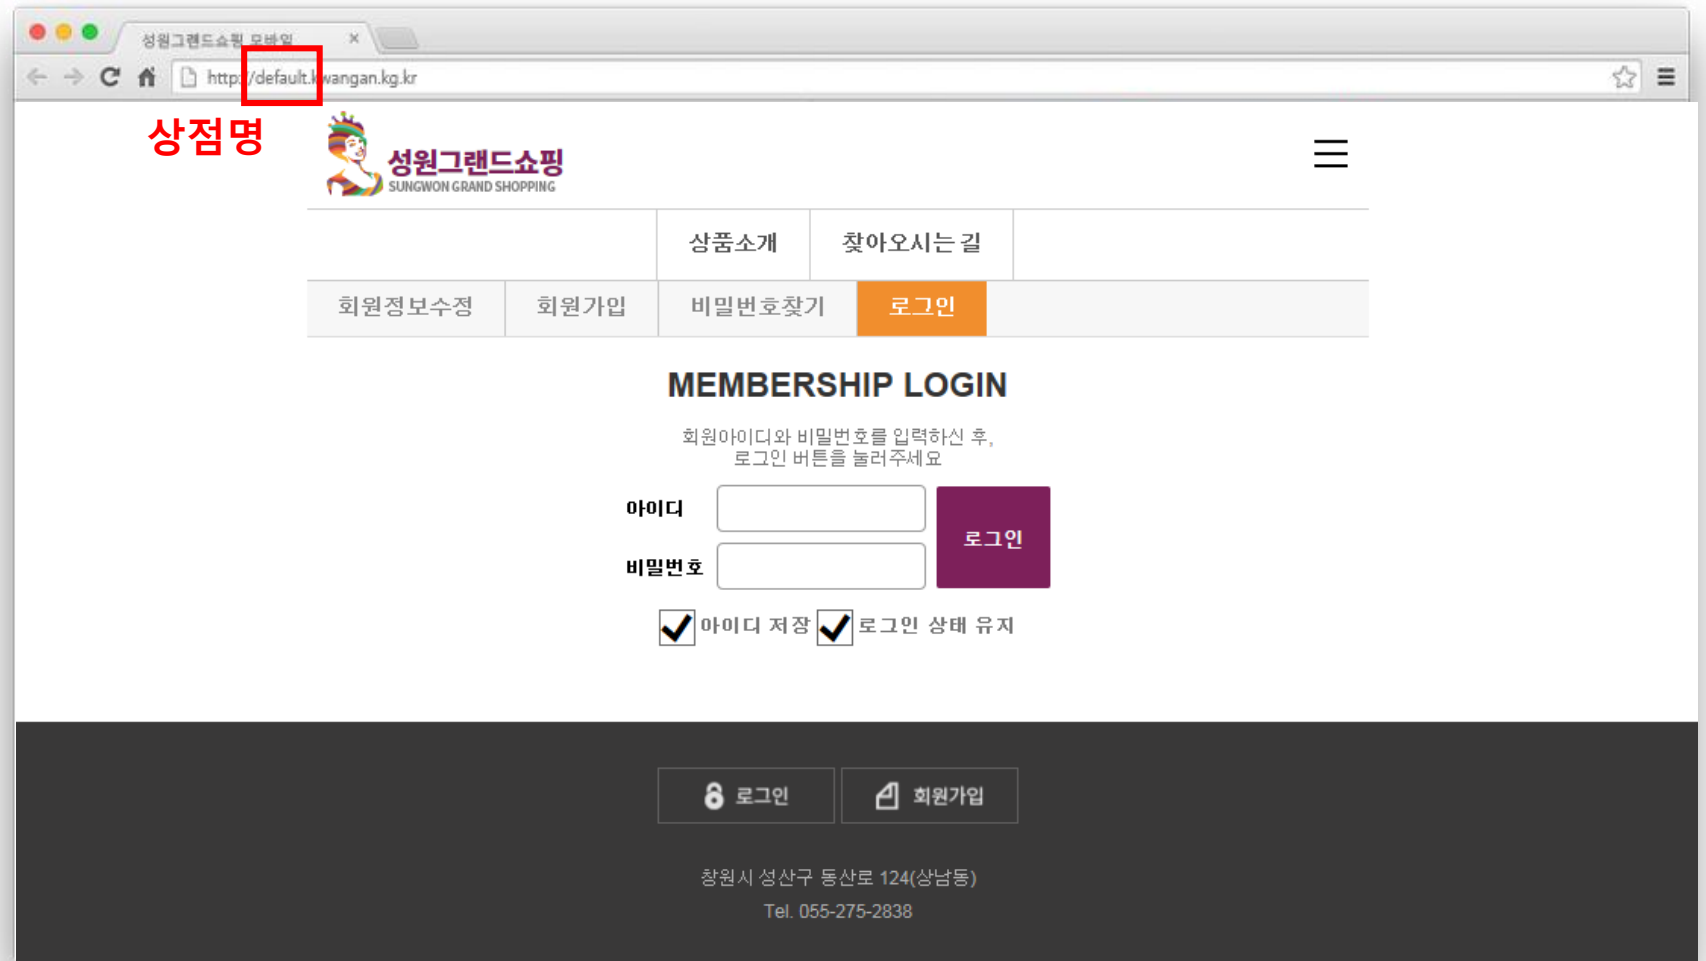 성원그랜드쇼핑 모바일
http://default.kwangan.kg.kr
상점명
성원그랜드쇼핑
SUNGWON GRAND SHOPPING
상품소개 찾아오시는 길
회원정보수정 회원가입 비밀번호찾기 로그인
MEMBERSHIP LOGIN
회원아이디와 비밀번호를 입력하신 후,
로그인 버튼을 눌러주세요
아이디
로그인
비밀번호
아이디 저장 로그인 상태 유지
로그인 회원가입
창원시 성산구 동산로 124(상남동)
Tel. 055-275-2838